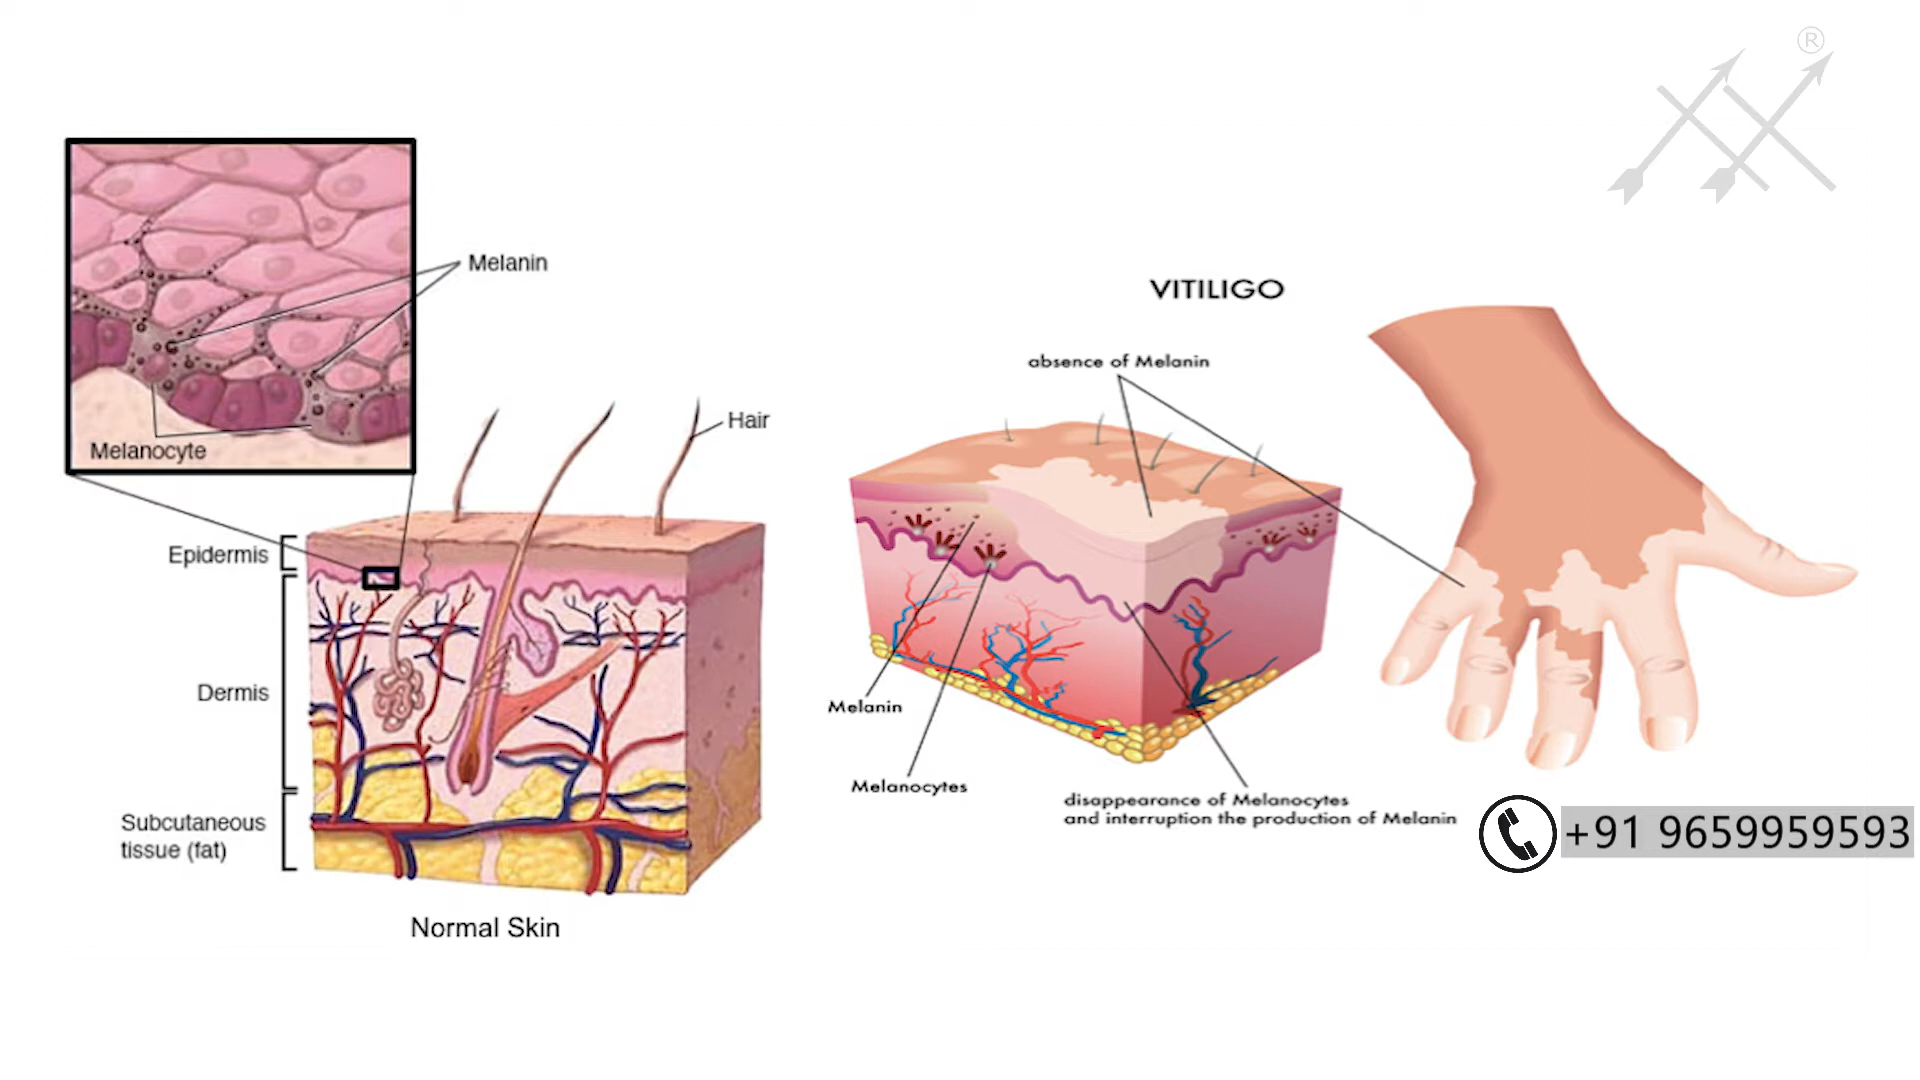 ®
Melanin
Melanocyte
Hair
Epidermis
Dermis
Subcutaneous
tissue (fat)
Normal Skin
VITILIGO
absence of Melanin
Melanin
Melanocytes
disappearance of Melanocytes
and interruption the production of Melanin
+91 9659959593